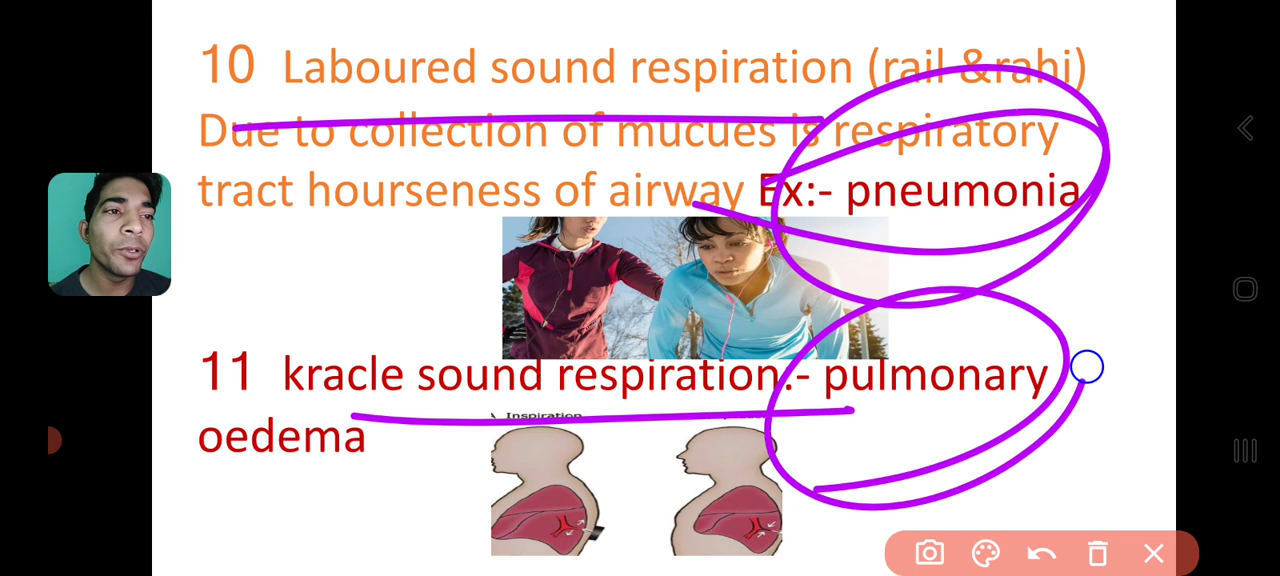 10 Laboured sound respiration (rail &rahi)
Due to collection of mucues is respiratory
tract hourseness of airway Ex:- pneumonia
11 kracle sound respiration:- pulmonary
oedema
Inspiration